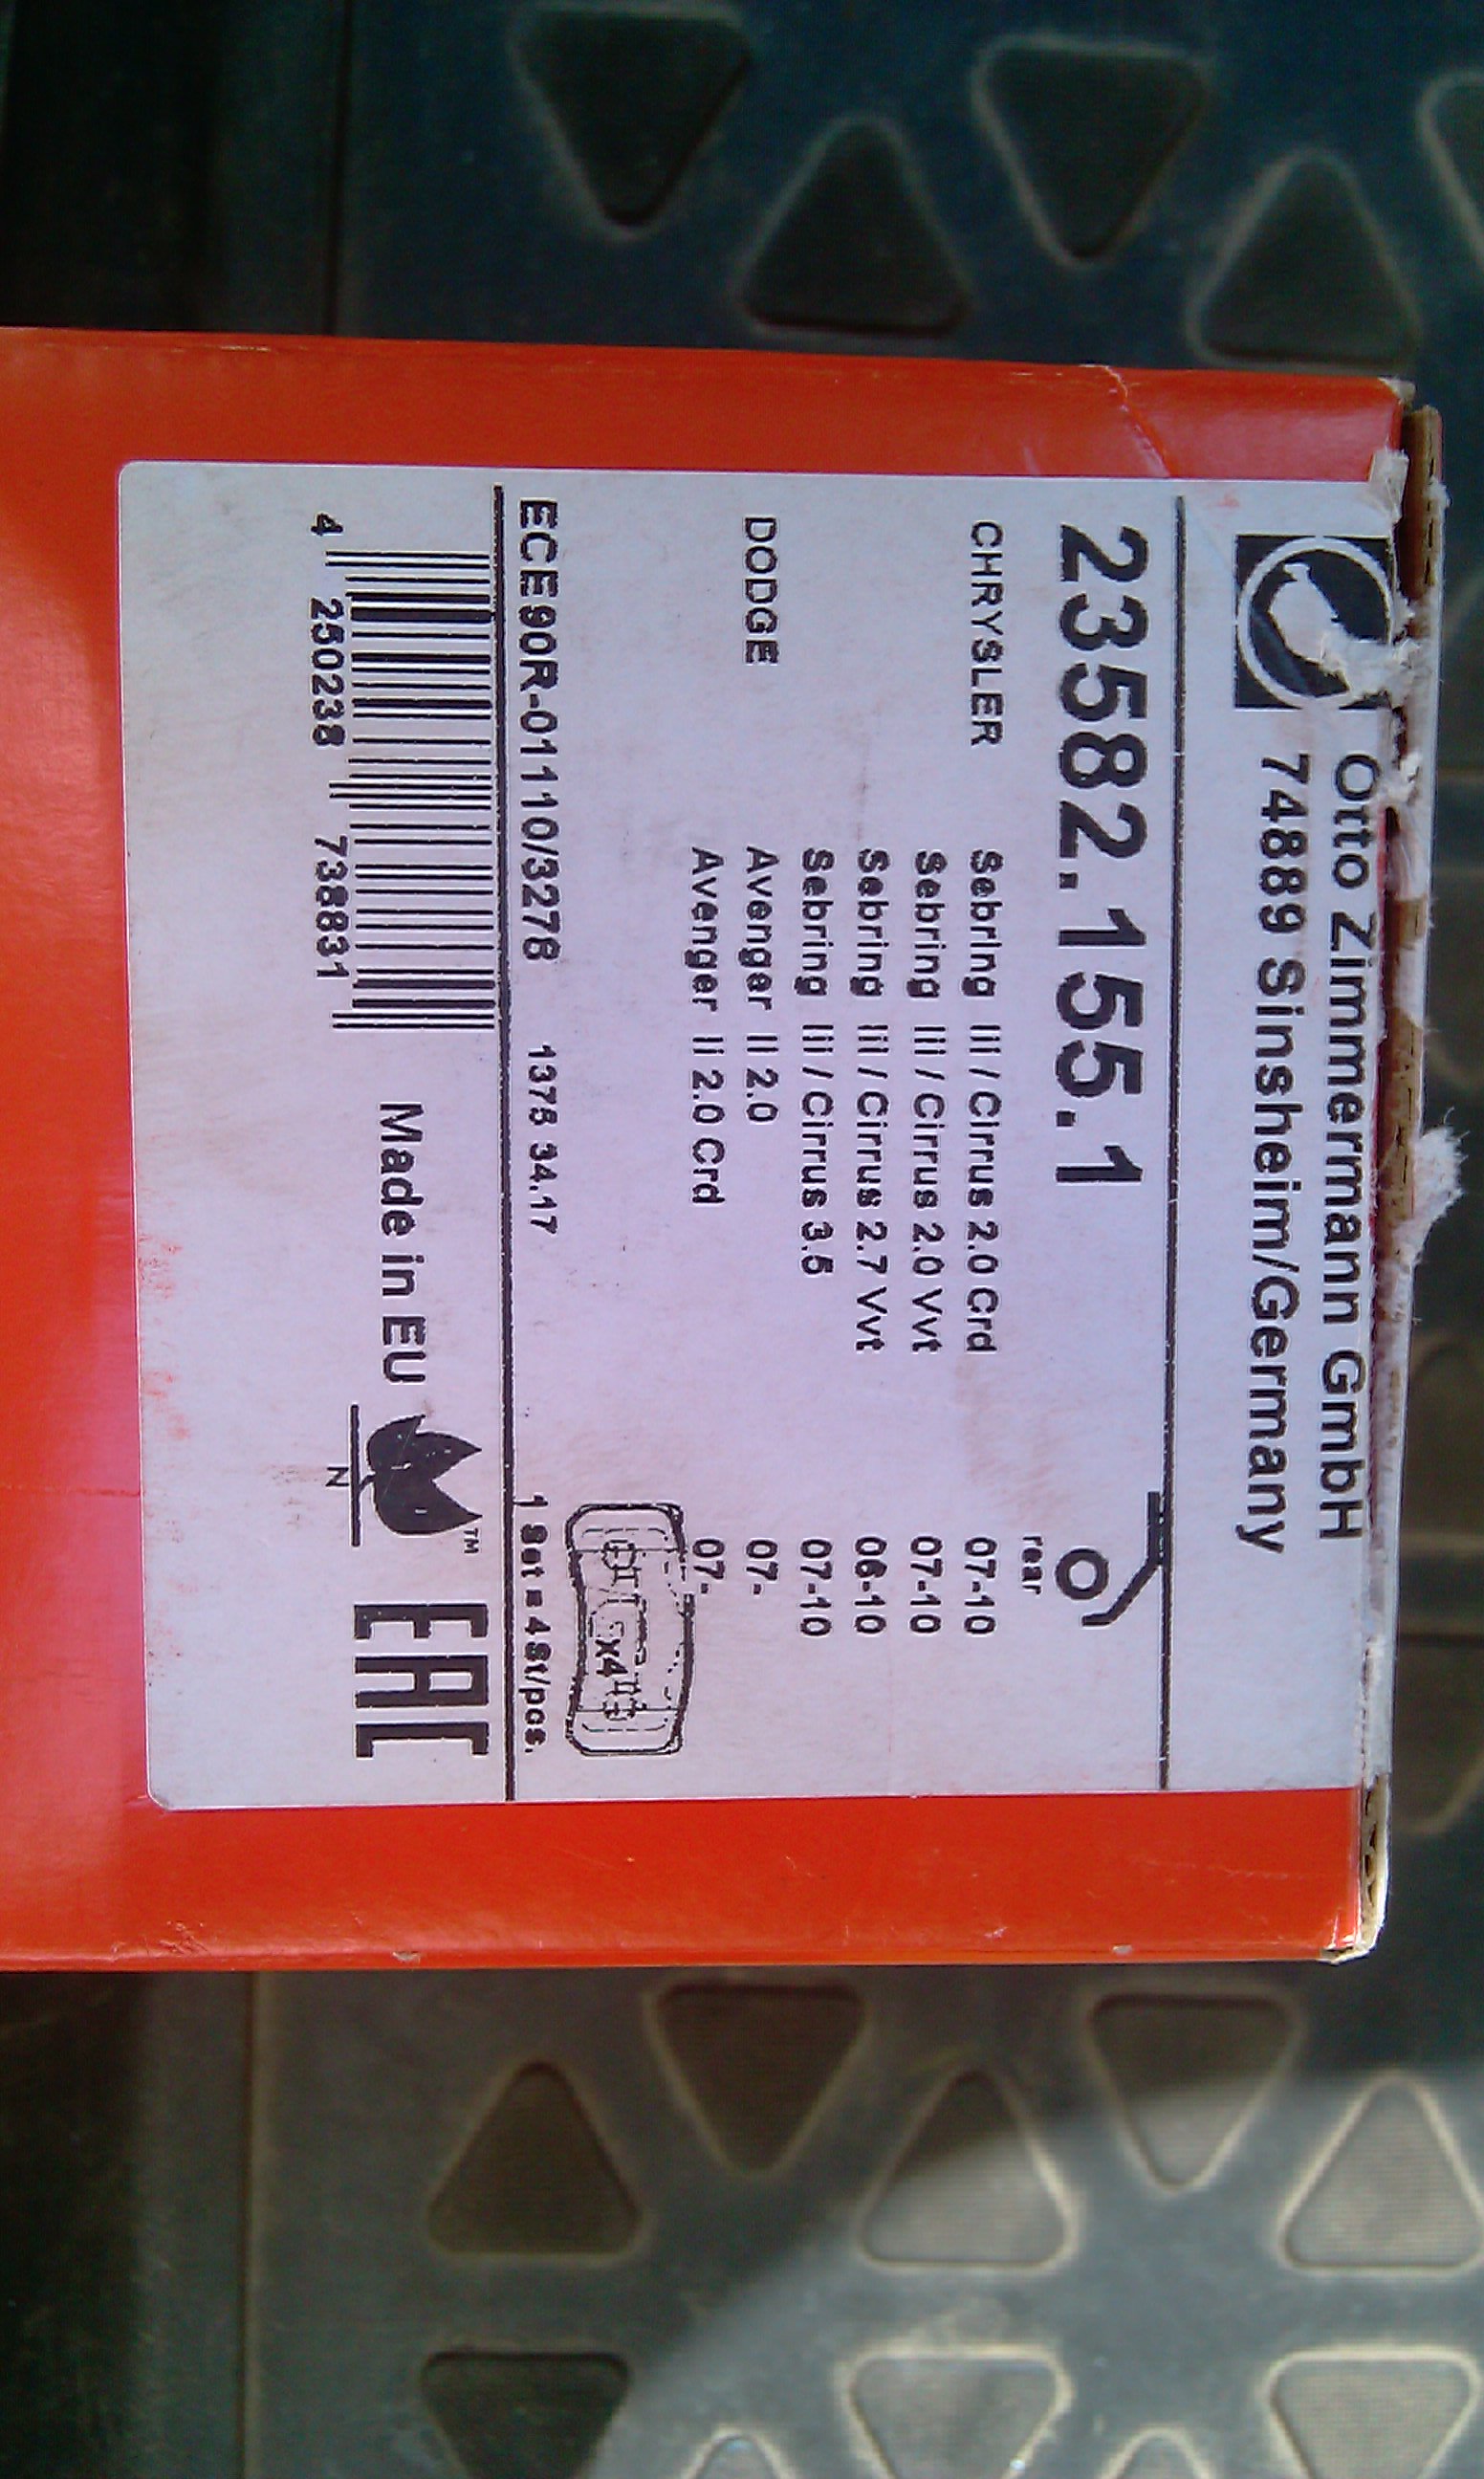 Otto Zimmermann GmbH
74889 Sinsheim/Germany
23582.155.1
rear
CHRYSLER Sebring Iii / Cirrus 2.0 Crd 07-10
Sebring Iii / Cirrus 2.0 Vvt 07-10
Sebring Iii / Cirrus 2.7 Vvt 06-10
Sebring Iii / Cirrus 3.5 07-10
DODGE Avenger Ii 2.0 07-
Avenger Ii 2.0 Crd 07-
x4
ECE90R-01110/3278 1378 34.17 1 Set = 4 St/pcs.
4 250238 738831
Made in EU
N
TM
EAC